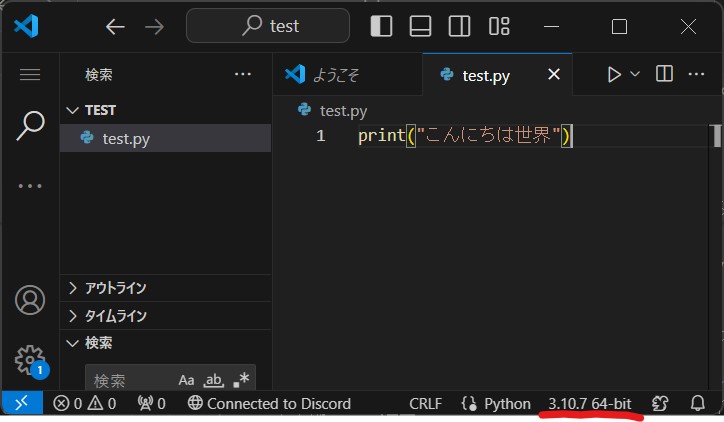 test
検索
ようこそ
test.py
TEST
test.py
test.py
1 print("こんにちは世界")
アウトライン
タイムライン
検索
検索 Aa ab .*
1
0 0 0 Connected to Discord CRLF {} Python 3.10.7 64-bit